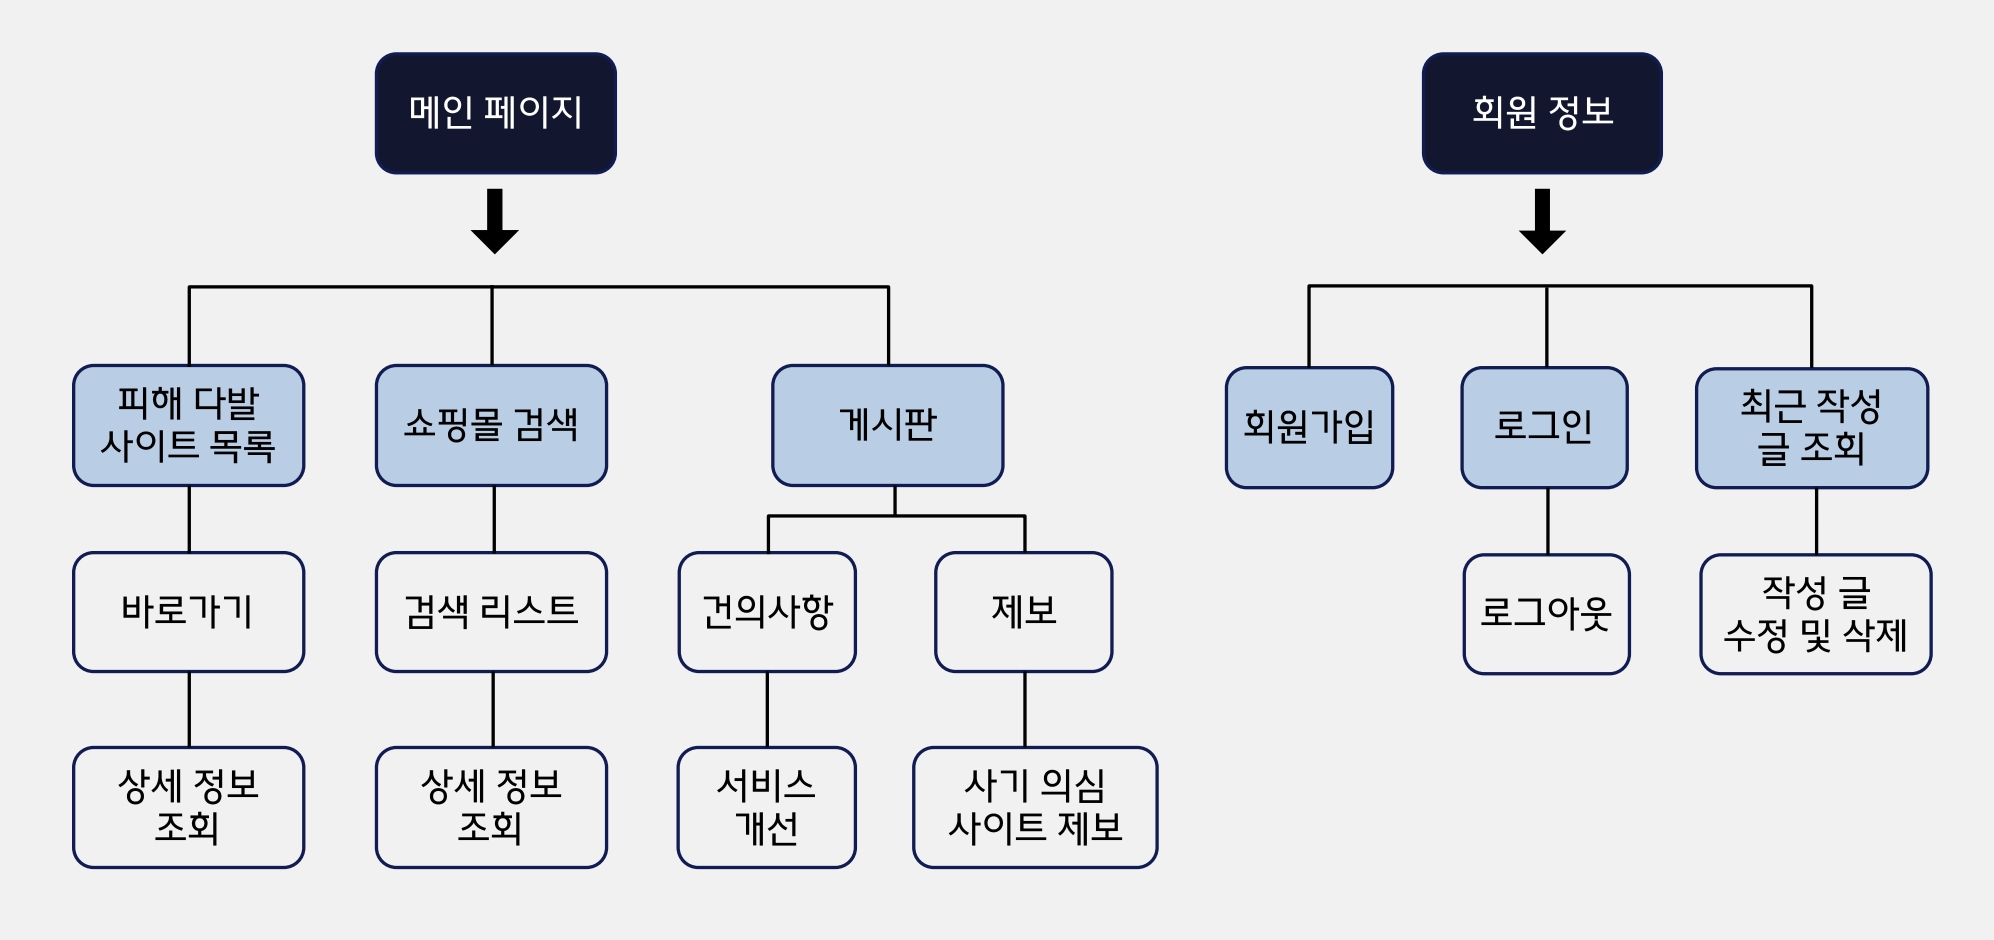 메인 페이지
회원 정보
피해 다발
사이트 목록
쇼핑몰 검색
게시판
회원가입
로그인
최근 작성
글 조회
바로가기
검색 리스트
건의사항
제보
로그아웃
작성 글
수정 및 삭제
상세 정보
조회
상세 정보
조회
서비스
개선
사기 의심
사이트 제보